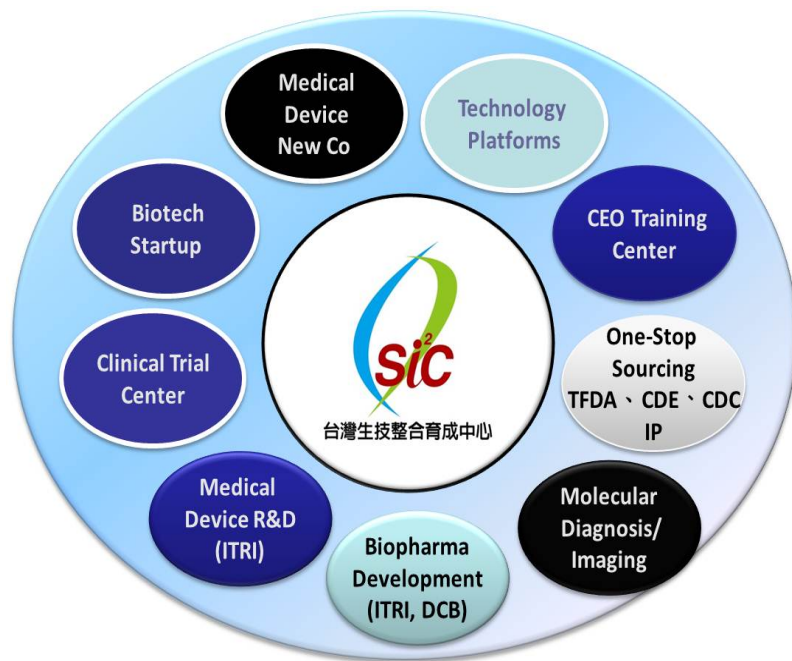 Medical
Device
New Co
Technology
Platforms
Biotech
Startup
CEO Training
Center
Si²C
台灣生技整合育成中心
Clinical Trial
Center
One-Stop
Sourcing
TFDA、CDE、CDC
IP
Medical
Device R&D
(ITRI)
Biopharma
Development
(ITRI, DCB)
Molecular
Diagnosis/
Imaging